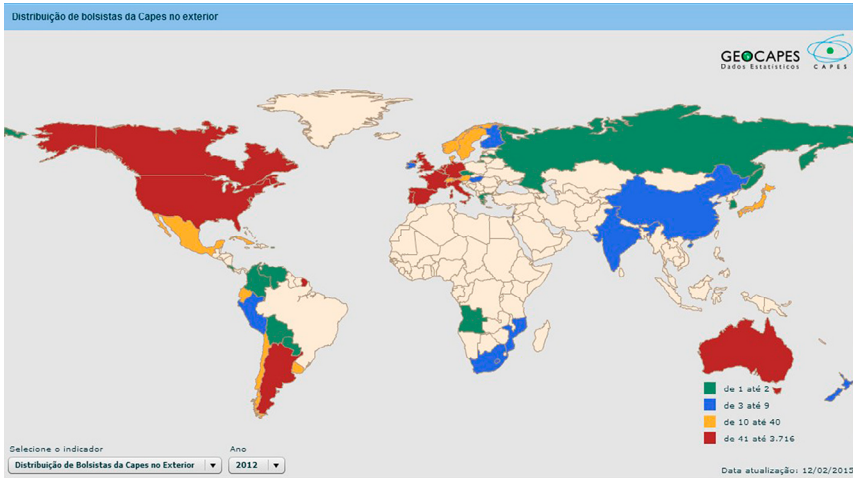 Distribuição de bolsistas da Capes no exterior
GEOCAPES
Dados Estatísticos
CAPES
de 1 até 2
de 3 até 9
de 10 até 40
de 41 até 3.716
Selecione o indicador
Ano
Distribuição de Bolsistas da Capes no Exterior
2012
Data atualização: 12/02/2015